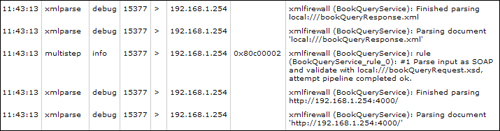 11:43:13 xmlparse debug 15377 > 192.168.1.254 xmlfirewall (BookQueryService): Finished parsing
local:///bookQueryResponse.xml
11:43:13 xmlparse debug 15377 > 192.168.1.254 xmlfirewall (BookQueryService): Parsing document
'local:///bookQueryResponse.xml'
11:43:13 multistep info 15377 > 192.168.1.254 0x80c00002 xmlfirewall (BookQueryService): rule
(BookQueryService_rule_0): #1 Parse input as SOAP
and validate with local:///bookQueryRequest.xsd,
attempt pipeline completed ok.
11:43:13 xmlparse debug 15377 > 192.168.1.254 xmlfirewall (BookQueryService): Finished parsing
http://192.168.1.254:4000/
11:43:13 xmlparse debug 15377 > 192.168.1.254 xmlfirewall (BookQueryService): Parsing document
'http://192.168.1.254:4000/'